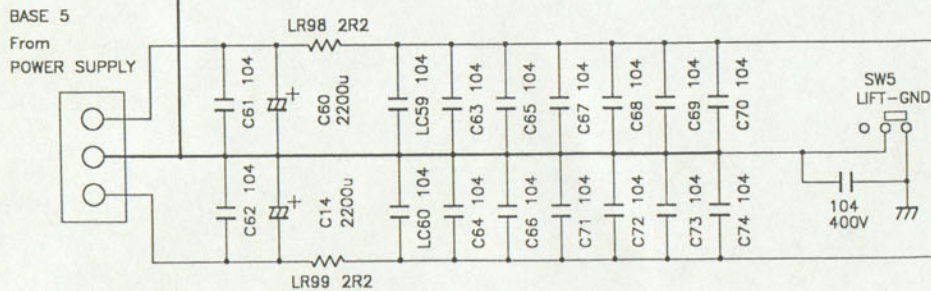 BASE 5
From
POWER SUPPLY
LR98 2R2
C61 104
C60
2200u
LC59 104
C63 104
C65 104
C67 104
C68 104
C69 104
C70 104
SW5
LIFT-GND
C62 104
C14
2200u
LC60 104
C64 104
C66 104
C71 104
C72 104
C73 104
C74 104
104
400V
LR99 2R2